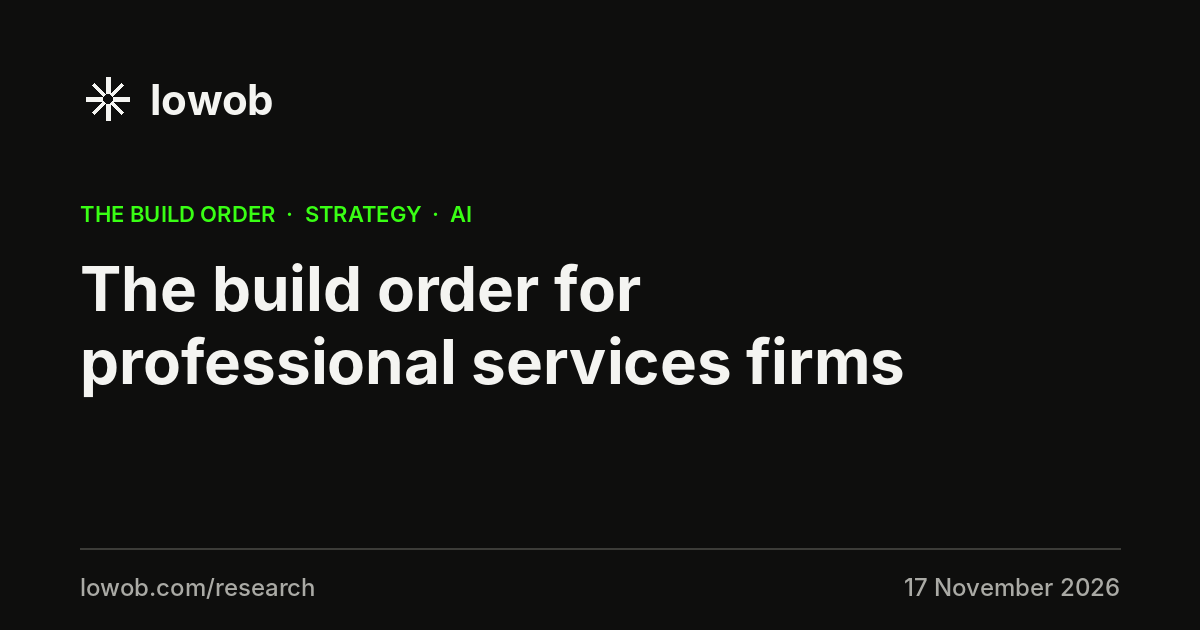 lowob
THE BUILD ORDER · STRATEGY · AI
The build order for
professional services firms
lowob.com/research
17 November 2026